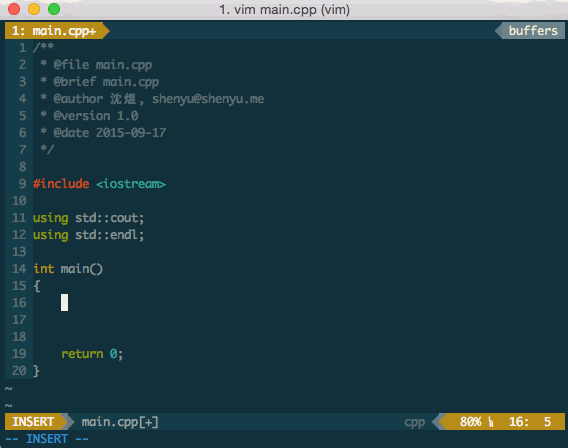 1. vim main.cpp (vim)
1: main.cpp+ buffers
1 /**
2  * @file main.cpp
3  * @brief main.cpp
4  * @author 沈煜, shenyu@shenyu.me
5  * @version 1.0
6  * @date 2015-09-17
7  */
8
9 #include <iostream>
10
11 using std::cout;
12 using std::endl;
13
14 int main()
15 {
16
17
18
19     return 0;
20 }
~
~
INSERT main.cpp[+] cpp 80% ␤ 16: 5
-- INSERT --